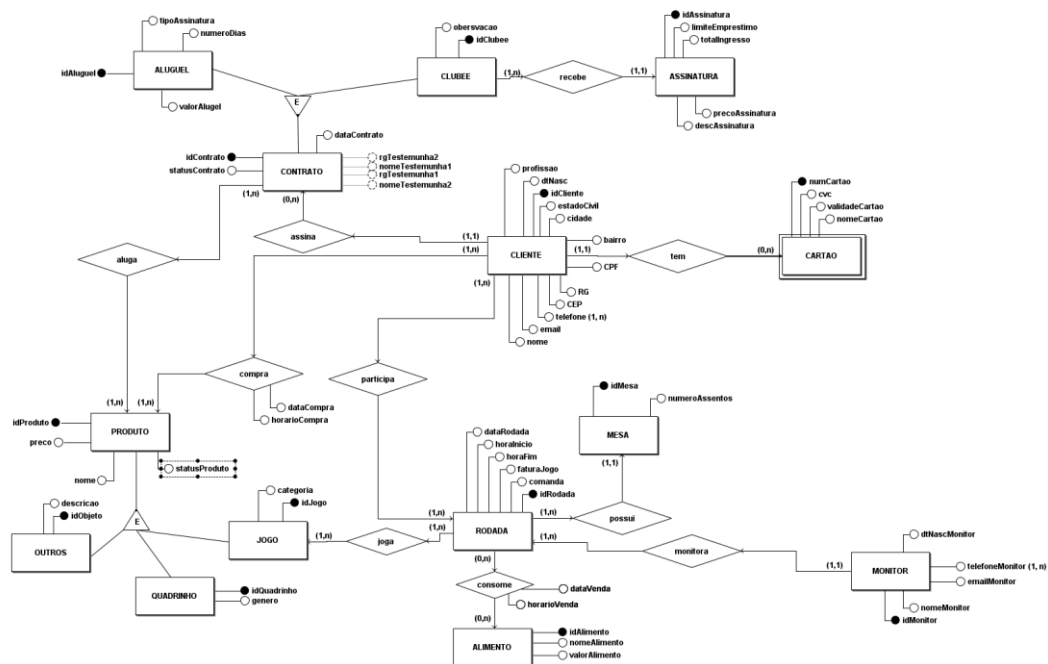 tipoAssinatura
numeroDias
ALUGUEL
idAluguel
valorAlugel
obersvacao
idClubee
CLUBEE
(1,n)
recebe
(1,1)
idAssinatura
limiteEmprestimo
totalIngresso
ASSINATURA
precoAssinatura
descAssinatura
E
dataContrato
idContrato
statusContrato
CONTRATO
rgTestemunha2
nomeTestemunha1
rgTestemunha1
nomeTestemunha2
(1,n)
(0,n)
assina
(1,1)
(1,n)
profissao
dtNasc
idCliente
estadoCivil
cidade
bairro
CLIENTE
(1,1)
CPF
RG
CEP
telefone (1, n)
email
nome
(1,n)
tem
(0,n)
numCartao
cvc
validadeCartao
nomeCartao
CARTAO
aluga
compra
dataCompra
horarioCompra
participa
(1,n)
(1,n)
idProduto
preco
PRODUTO
nome
statusProduto
idMesa
numeroAssentos
MESA
(1,1)
dataRodada
horaInicio
horaFim
faturaJogo
comanda
idRodada
(1,n)
RODADA
(1,n)
(1,n)
possui
E
descricao
idObjeto
OUTROS
categoria
idJogo
JOGO
(1,n)
joga
(1,n)
QUADRINHO
idQuadrinho
genero
monitora
(1,1)
dtNascMonitor
MONITOR
telefoneMonitor (1, n)
emailMonitor
nomeMonitor
idMonitor
(0,n)
consome
dataVenda
horarioVenda
(0,n)
ALIMENTO
idAlimento
nomeAlimento
valorAlimento